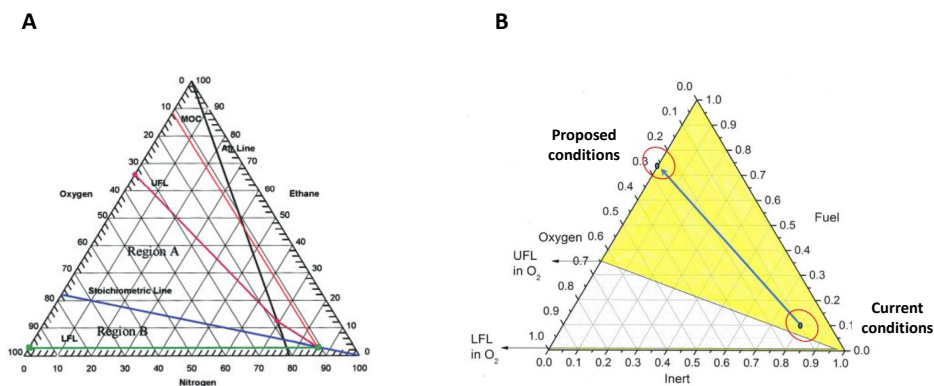 A
0 100
10 90
MOC
80
Air Line
30 70
UFL
40 60
Oxygen Ethane
50 50
60 40
Region A
70 30
Stoichometric Line
80 20
Region B
90 10
LFL
100 0
0 10 20 30 40 50 60 70 80 90 100
Nitrogen
B
0.0
1.0
0.1 0.9
Proposed
conditions
0.2 0.8
0.3 0.7
0.4 0.6
0.5 0.5
Fuel
Oxygen 0.6 0.4
UFL
in O2
0.7 0.3
0.2
Current
conditions
0.1
LFL
in O2
1.0 0.0
0.0 0.1 0.2 0.3 0.4 0.5 0.6 0.7 0.8 0.9 1.0
Inert